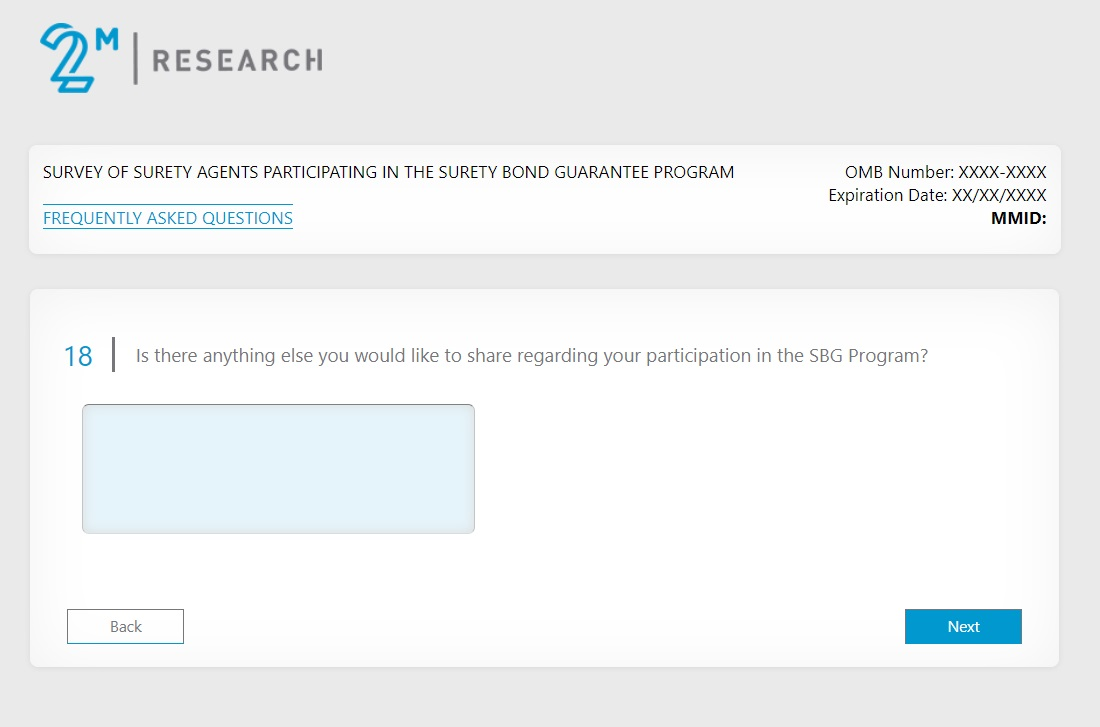 2M | RESEARCH
SURVEY OF SURETY AGENTS PARTICIPATING IN THE SURETY BOND GUARANTEE PROGRAM
OMB Number: XXXX-XXXX
Expiration Date: XX/XX/XXXX
FREQUENTLY ASKED QUESTIONS
MMID:
18
Is there anything else you would like to share regarding your participation in the SBG Program?
Back
Next